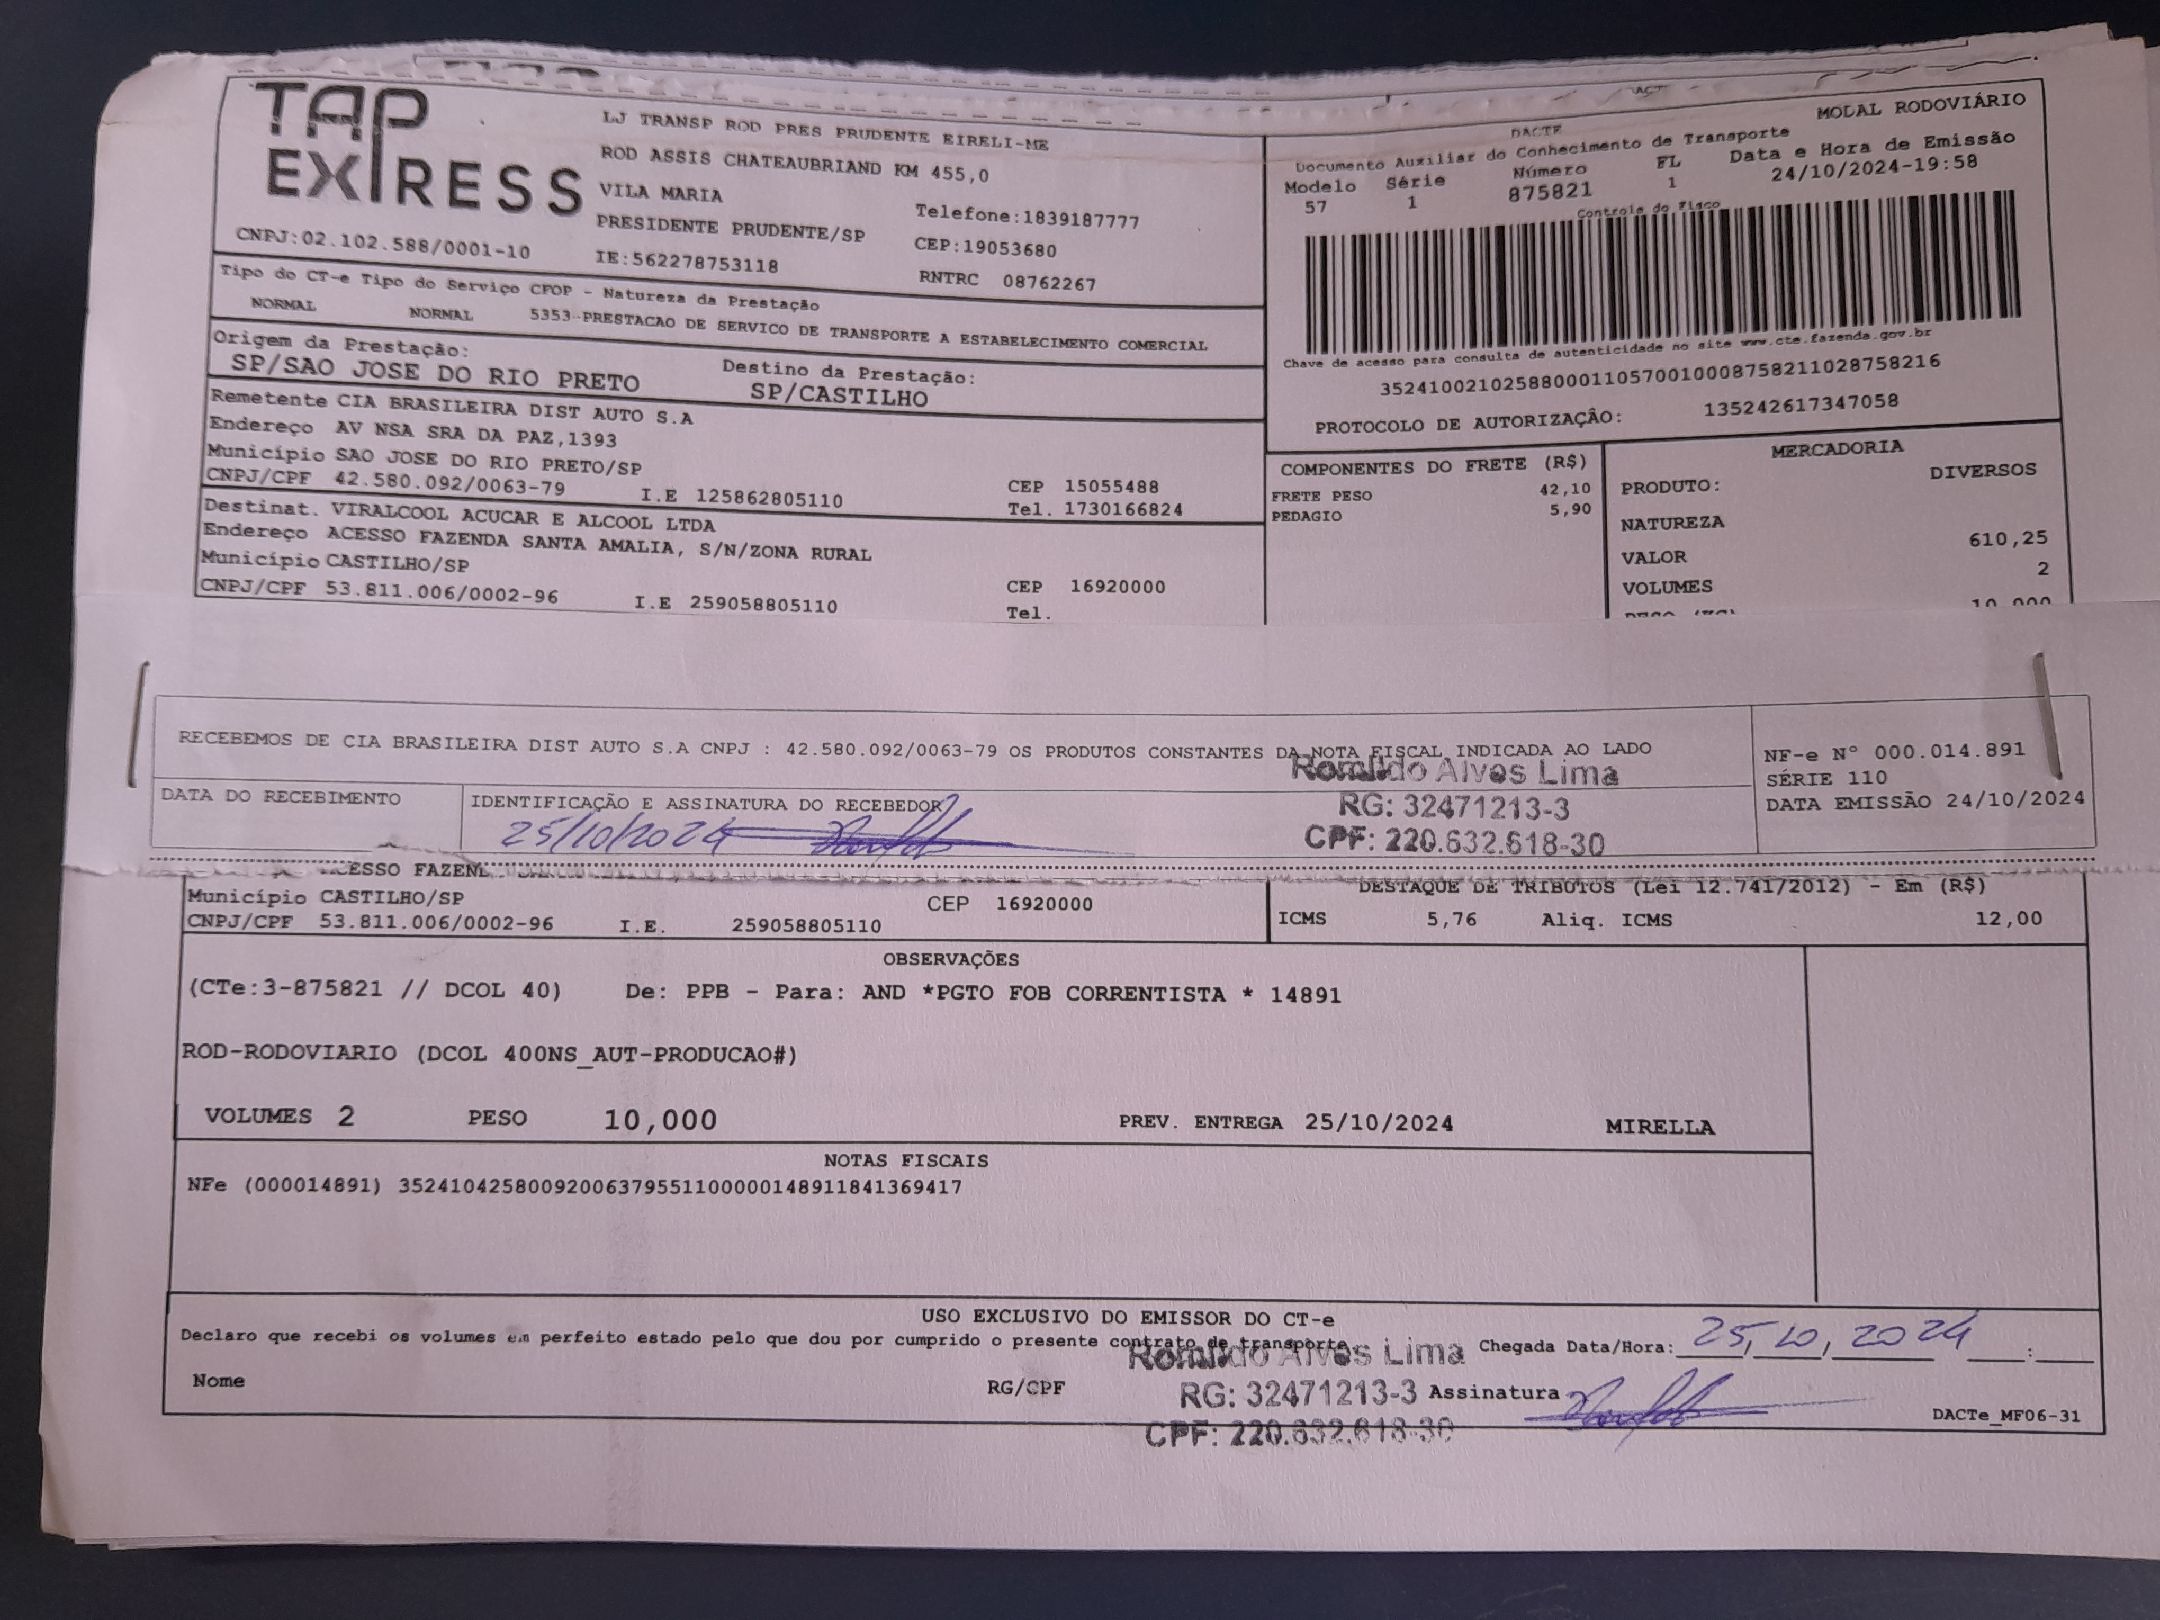 TAP
EXPRESS
CNPJ:02.102.588/0001-10
LJ TRANSP ROD PRES PRUDENTE EIRELI-ME
ROD ASSIS CHATEAUBRIAND KM 455,0
VILA MARIA
PRESIDENTE PRUDENTE/SP
IE:562278753118
Telefone:1839187777
CEP:19053680
RNTRC 08762267
MODAL RODOVIÁRIO
DACTE
Documento Auxiliar do Conhecimento de Transporte
Modelo Série Número FL Data e Hora de Emissão
57 1 875821 1 24/10/2024-19:58
Controle do Fisco
Chave de acesso para consulta de autenticidade no site www.cte.fazenda.gov.br
35241002102588000110570010008758211028758216
PROTOCOLO DE AUTORIZAÇÂO: 135242617347058
Tipo do CT-e Tipo do Serviço CFOP - Natureza da Prestação
NORMAL NORMAL 5353-PRESTACAO DE SERVICO DE TRANSPORTE A ESTABELECIMENTO COMERCIAL
Origem da Prestação:
SP/SAO JOSE DO RIO PRETO
Destino da Prestação:
SP/CASTILHO
Remetente CIA BRASILEIRA DIST AUTO S.A
Endereço AV NSA SRA DA PAZ,1393
Município SAO JOSE DO RIO PRETO/SP
CEP 15055488
CNPJ/CPF 42.580.092/0063-79 I.E 125862805110 Tel. 1730166824
Destinat. VIRALCOOL ACUCAR E ALCOOL LTDA
Endereço ACESSO FAZENDA SANTA AMALIA, S/N/ZONA RURAL
Município CASTILHO/SP
CEP 16920000
CNPJ/CPF 53.811.006/0002-96 I.E 259058805110 Tel.
COMPONENTES DO FRETE (R$)
FRETE PESO 42,10
PEDAGIO 5,90
MERCADORIA
PRODUTO: DIVERSOS
NATUREZA
VALOR 610,25
VOLUMES 2
10,000
RECEBEMOS DE CIA BRASILEIRA DIST AUTO S.A CNPJ : 42.580.092/0063-79 OS PRODUTOS CONSTANTES DA NOTA FISCAL INDICADA AO LADO
NF-e N° 000.014.891
SÉRIE 110
DATA EMISSÃO 24/10/2024
DATA DO RECEBIMENTO
IDENTIFICAÇÃO E ASSINATURA DO RECEBEDOR
25/10/2024
Romildo Alves Lima
RG: 32471213-3
CPF: 220.632.618-30
Município CASTILHO/SP
CEP 16920000
CNPJ/CPF 53.811.006/0002-96 I.E. 259058805110
DESTAQUE DE TRIBUTOS (Lei 12.741/2012) - Em (R$)
ICMS 5,76 Aliq. ICMS 12,00
OBSERVAÇÕES
(CTe:3-875821 // DCOL 40) De: PPB - Para: AND *PGTO FOB CORRENTISTA * 14891
ROD-RODOVIARIO (DCOL 400NS_AUT-PRODUCAO#)
VOLUMES 2 PESO 10,000 PREV. ENTREGA 25/10/2024 MIRELLA
NOTAS FISCAIS
NFe (000014891) 35241042580092006379551100000148911841369417
USO EXCLUSIVO DO EMISSOR DO CT-e
Declaro que recebi os volumes em perfeito estado pelo que dou por cumprido o presente contrato de transporte
Chegada Data/Hora: 25/10/2024 :
Nome RG/CPF Assinatura
Romildo Alves Lima
RG: 32471213-3
CPF: 220.632.618-30
DACTe_MF06-31